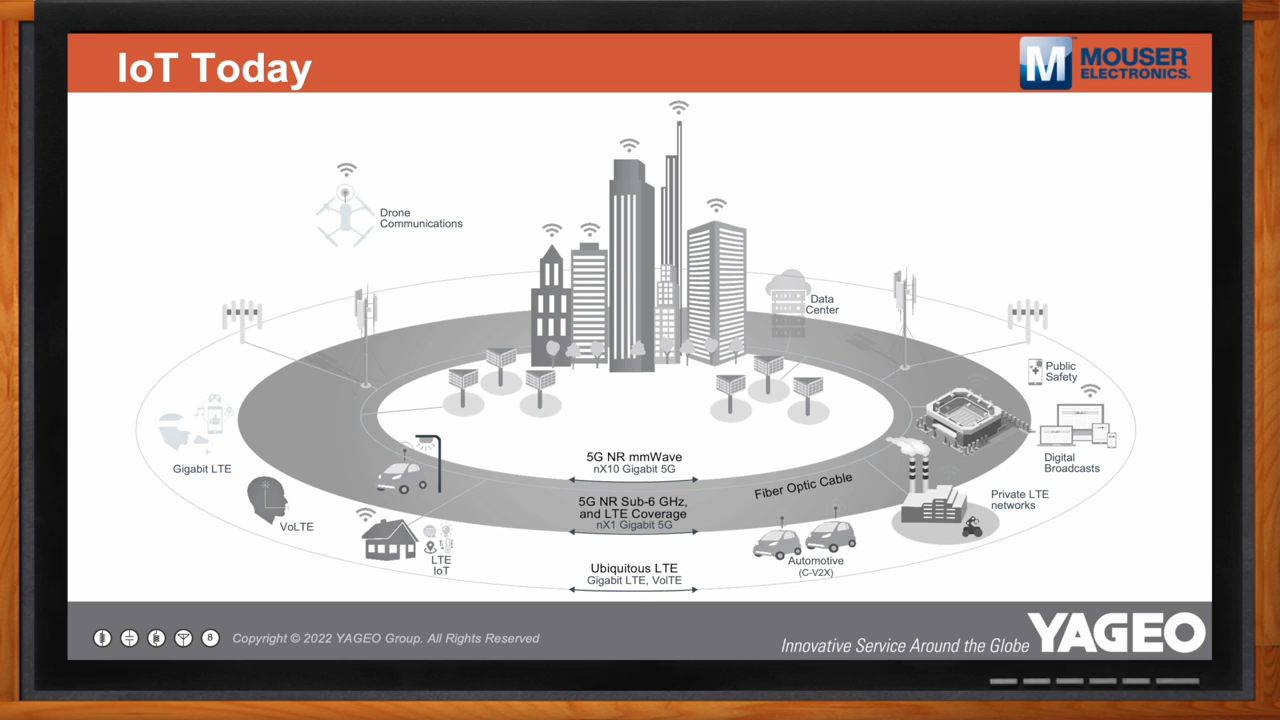 IoT Today
M MOUSER
ELECTRONICS.
Drone
Communications
Data
Center
Public
Safety
Gigabit LTE
5G NR mmWave
nX10 Gigabit 5G
Digital
Broadcasts
Fiber Optic Cable
5G NR Sub-6 GHz,
and LTE Coverage
nX1 Gigabit 5G
Private LTE
networks
VoLTE
LTE
IoT
Automotive
(C-V2X)
Ubiquitous LTE
Gigabit LTE, VolTE
8
Copyright © 2022 YAGEO Group. All Rights Reserved
Innovative Service Around the Globe
YAGEO